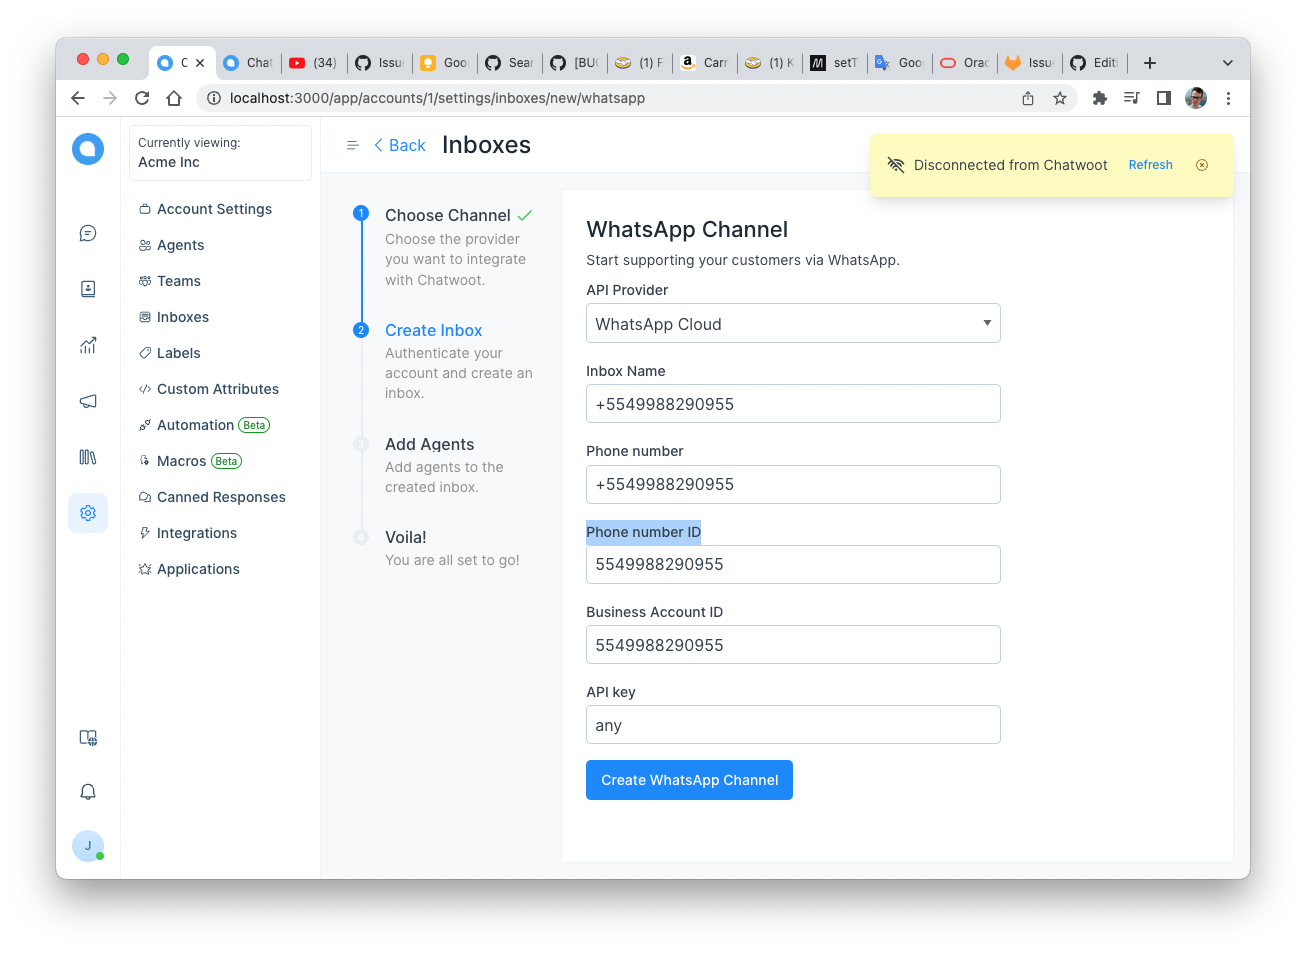 C
Chat
(34)
Issu
Goo
Sear
[BUG
(1) F
Carr
(1) K
setT
Goo
Orac
Issu
Editi
localhost:3000/app/accounts/1/settings/inboxes/new/whatsapp
Currently viewing:
Acme Inc
Account Settings
Agents
Teams
Inboxes
Labels
Custom Attributes
Automation Beta
Macros Beta
Canned Responses
Integrations
Applications
J
Back Inboxes
Disconnected from Chatwoot Refresh
1 Choose Channel
Choose the provider
you want to integrate
with Chatwoot.
2 Create Inbox
Authenticate your
account and create an
inbox.
3 Add Agents
Add agents to the
created inbox.
4 Voila!
You are all set to go!
WhatsApp Channel
Start supporting your customers via WhatsApp.
API Provider
WhatsApp Cloud
Inbox Name
+5549988290955
Phone number
+5549988290955
Phone number ID
5549988290955
Business Account ID
5549988290955
API key
any
Create WhatsApp Channel